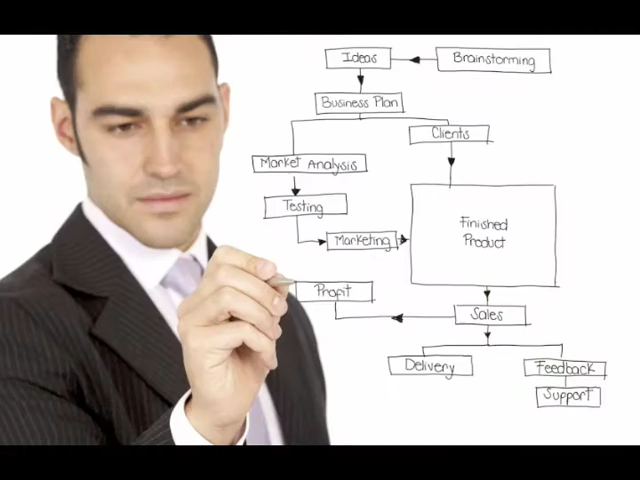 Ideas
Brainstorming
Business Plan
Clients
Market Analysis
Testing
Finished
Product
Marketing
Profit
Sales
Delivery
Feedback
Support